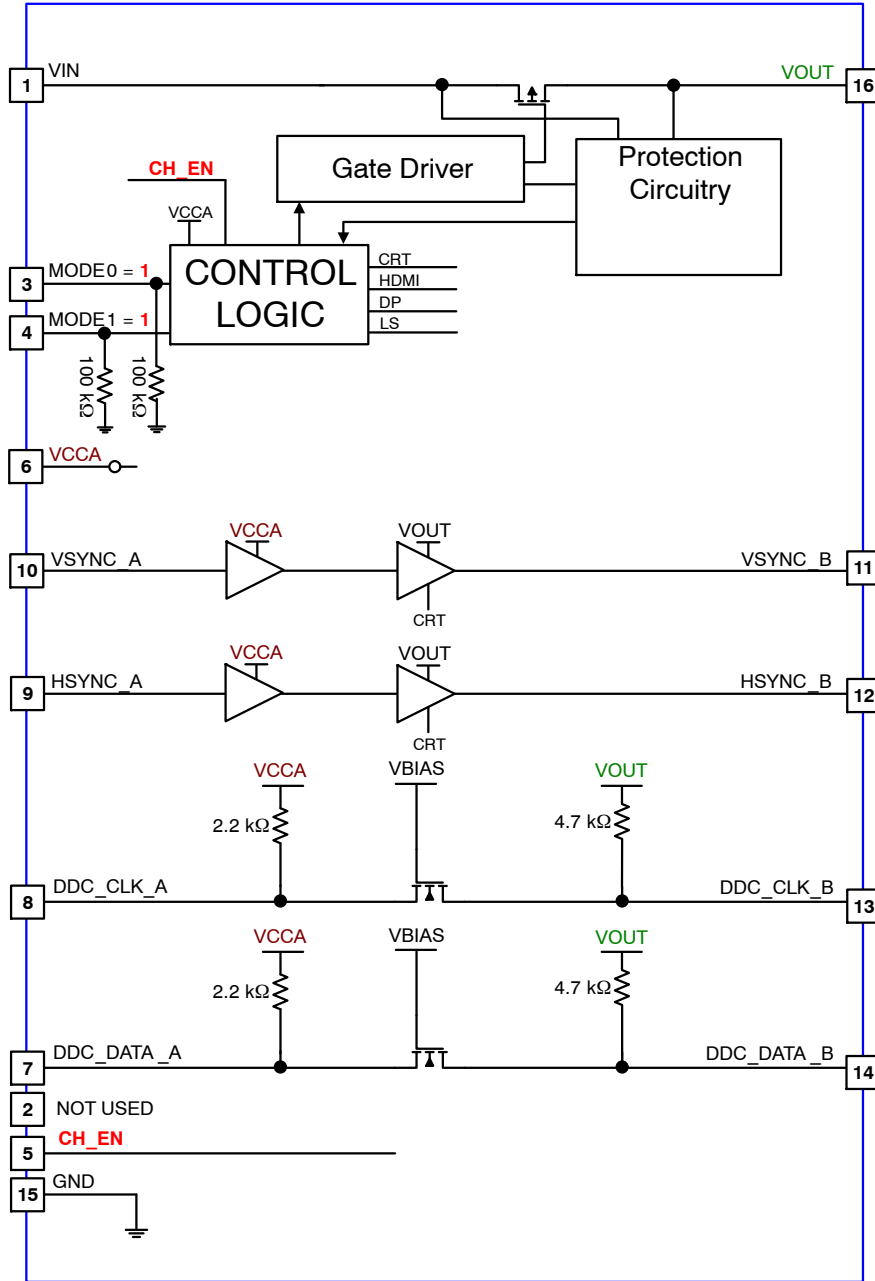 VIN
1
VOUT
16
Gate Driver
Protection
Circuitry
CH_EN
VCCA
3
MODE0 = 1
4
MODE1 = 1
CONTROL
LOGIC
CRT
HDMI
DP
LS
100 kΩ
100 kΩ
6
VCCA
10
VSYNC_A
VCCA
VOUT
CRT
VSYNC_B
11
9
HSYNC_A
VCCA
VOUT
CRT
HSYNC_B
12
VCCA
2.2 kΩ
VBIAS
VOUT
4.7 kΩ
8
DDC_CLK_A
DDC_CLK_B
13
VCCA
2.2 kΩ
VBIAS
VOUT
4.7 kΩ
7
DDC_DATA_A
DDC_DATA_B
14
2
NOT USED
5
CH_EN
15
GND